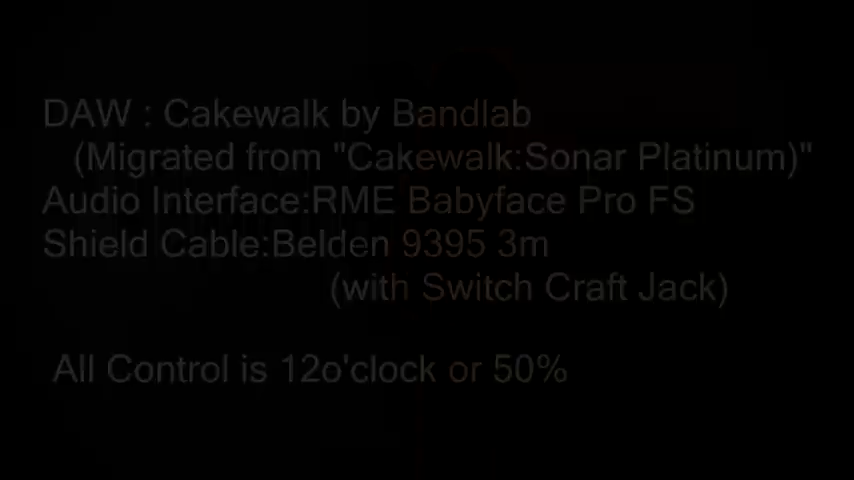 DAW : Cakewalk by Bandlab
(Migrated from "Cakewalk:Sonar Platinum)"
Audio Interface:RME Babyface Pro FS
Shield Cable:Belden 9395 3m
(with Switch Craft Jack)
All Control is 12o'clock or 50%